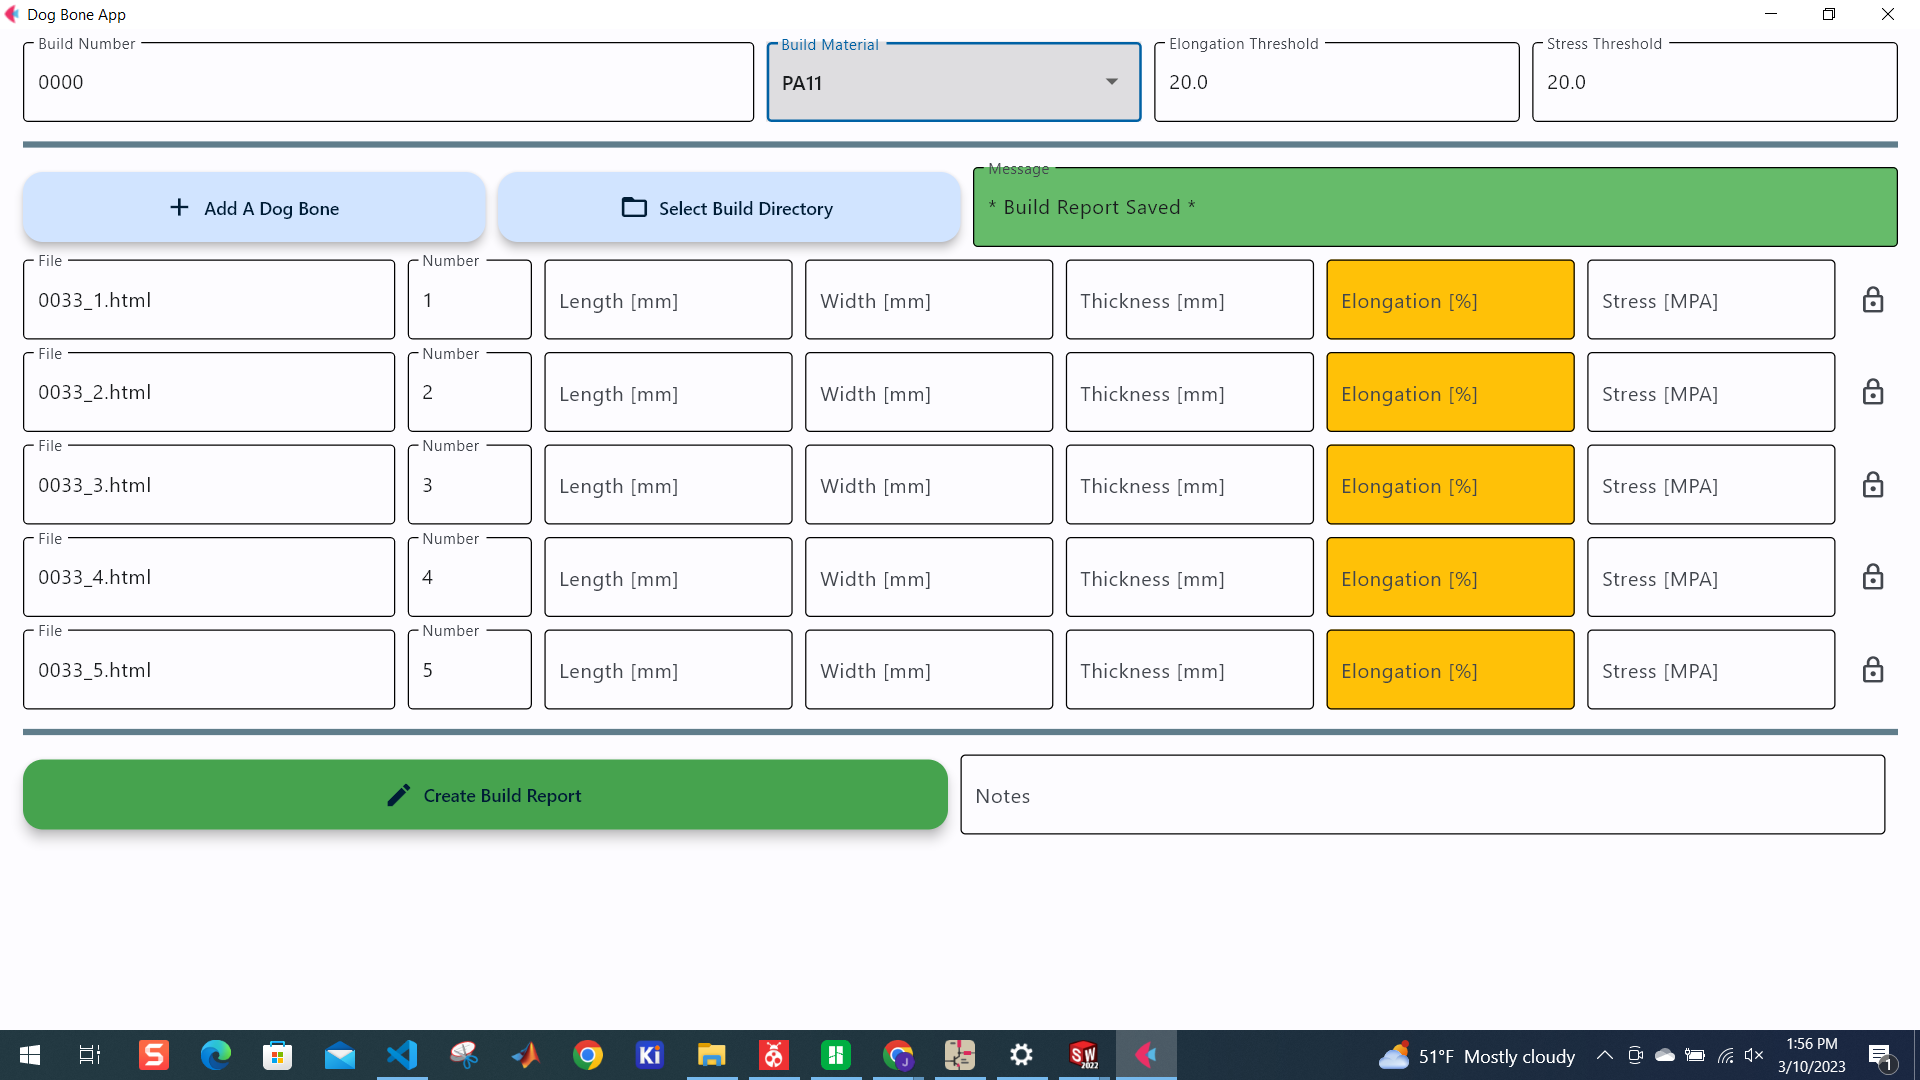 Dog Bone App
Build Number
0000
Build Material
PA11
Elongation Threshold
20.0
Stress Threshold
20.0
Add A Dog Bone
Select Build Directory
Message
* Build Report Saved *
File
0033_1.html
Number
1
Length [mm]
Width [mm]
Thickness [mm]
Elongation [%]
Stress [MPA]
File
0033_2.html
Number
2
Length [mm]
Width [mm]
Thickness [mm]
Elongation [%]
Stress [MPA]
File
0033_3.html
Number
3
Length [mm]
Width [mm]
Thickness [mm]
Elongation [%]
Stress [MPA]
File
0033_4.html
Number
4
Length [mm]
Width [mm]
Thickness [mm]
Elongation [%]
Stress [MPA]
File
0033_5.html
Number
5
Length [mm]
Width [mm]
Thickness [mm]
Elongation [%]
Stress [MPA]
Create Build Report
Notes
S
Ki
J
SW
2022
51°F Mostly cloudy
1:56 PM
3/10/2023
1